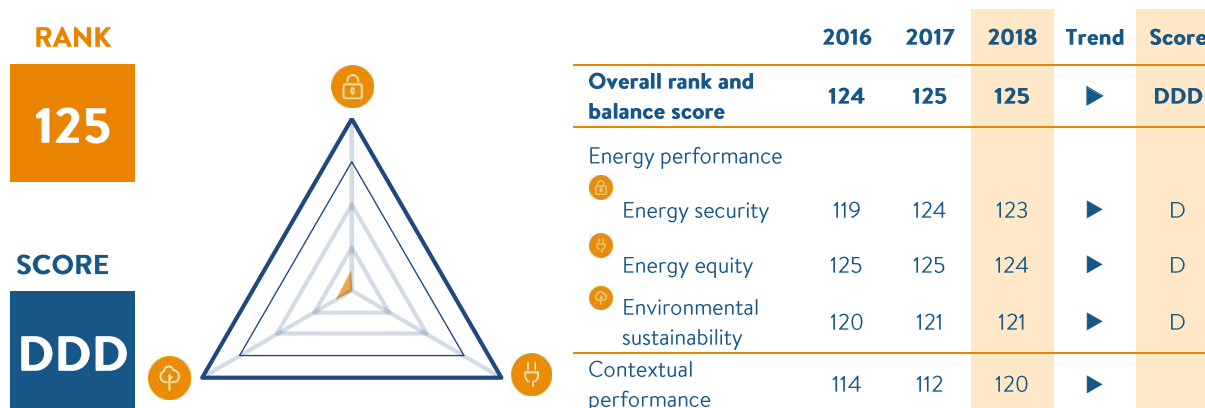 RANK
125
SCORE
DDD
2016 2017 2018 Trend Score
Overall rank and
balance score 124 125 125 DDD
Energy performance
Energy security 119 124 123 D
Energy equity 125 125 124 D
Environmental
sustainability 120 121 121 D
Contextual
performance 114 112 120